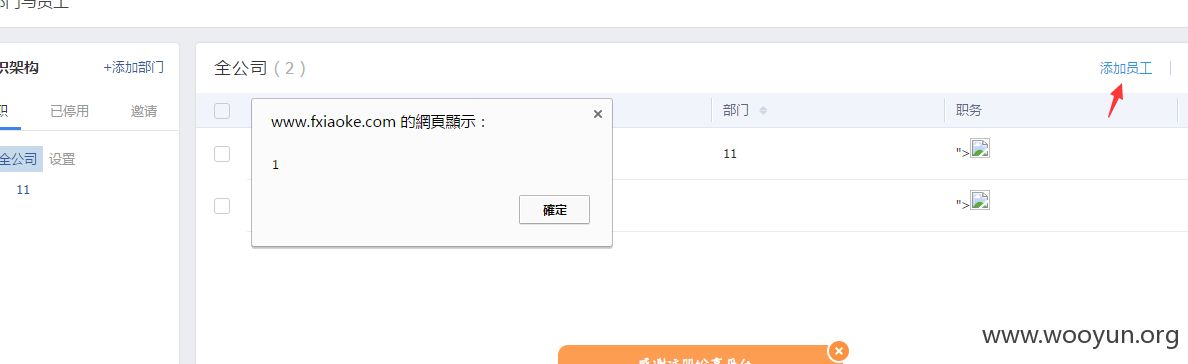 部门与员工
织架构
+添加部门
全公司 ( 2 )
添加员工
职
已停用
邀请
部门
职务
www.fxiaoke.com 的網頁顯示：
1
確定
全公司
设置
11
11
">
">
www.wooyun.org